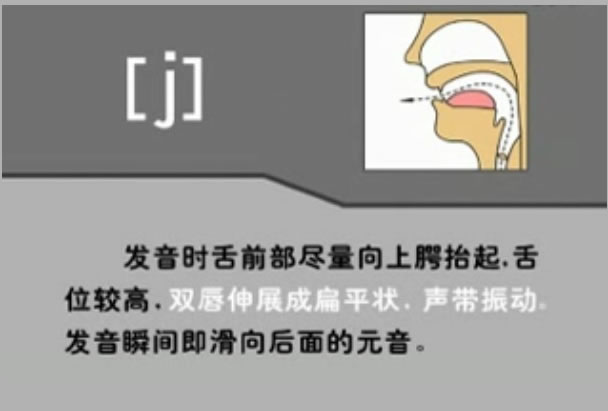 [j]
发音时舌前部尽量向上腭抬起.舌
位较高.双唇伸展成扁平状.声带振动。
发音瞬间即滑向后面的元音。